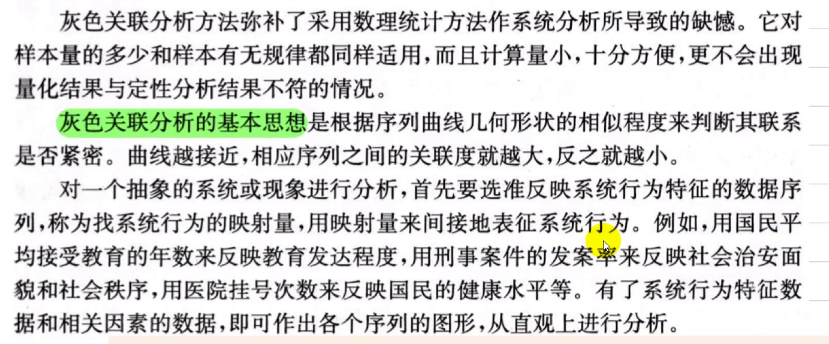 灰色关联分析方法弥补了采用数理统计方法作系统分析所导致的缺憾。它对
样本量的多少和样本有无规律都同样适用,而且计算量小,十分方便,更不会出现
量化结果与定性分析结果不符的情况。
灰色关联分析的基本思想是根据序列曲线几何形状的相似程度来判断其联系
是否紧密。曲线越接近,相应序列之间的关联度就越大,反之就越小。
对一个抽象的系统或现象进行分析,首先要选准反映系统行为特征的数据序
列,称为找系统行为的映射量,用映射量来间接地表征系统行为。例如,用国民平
均接受教育的年数来反映教育发达程度,用刑事案件的发案率来反映社会治安面
貌和社会秩序,用医院挂号次数来反映国民的健康水平等。有了系统行为特征数
据和相关因素的数据,即可作出各个序列的图形,从直观上进行分析。